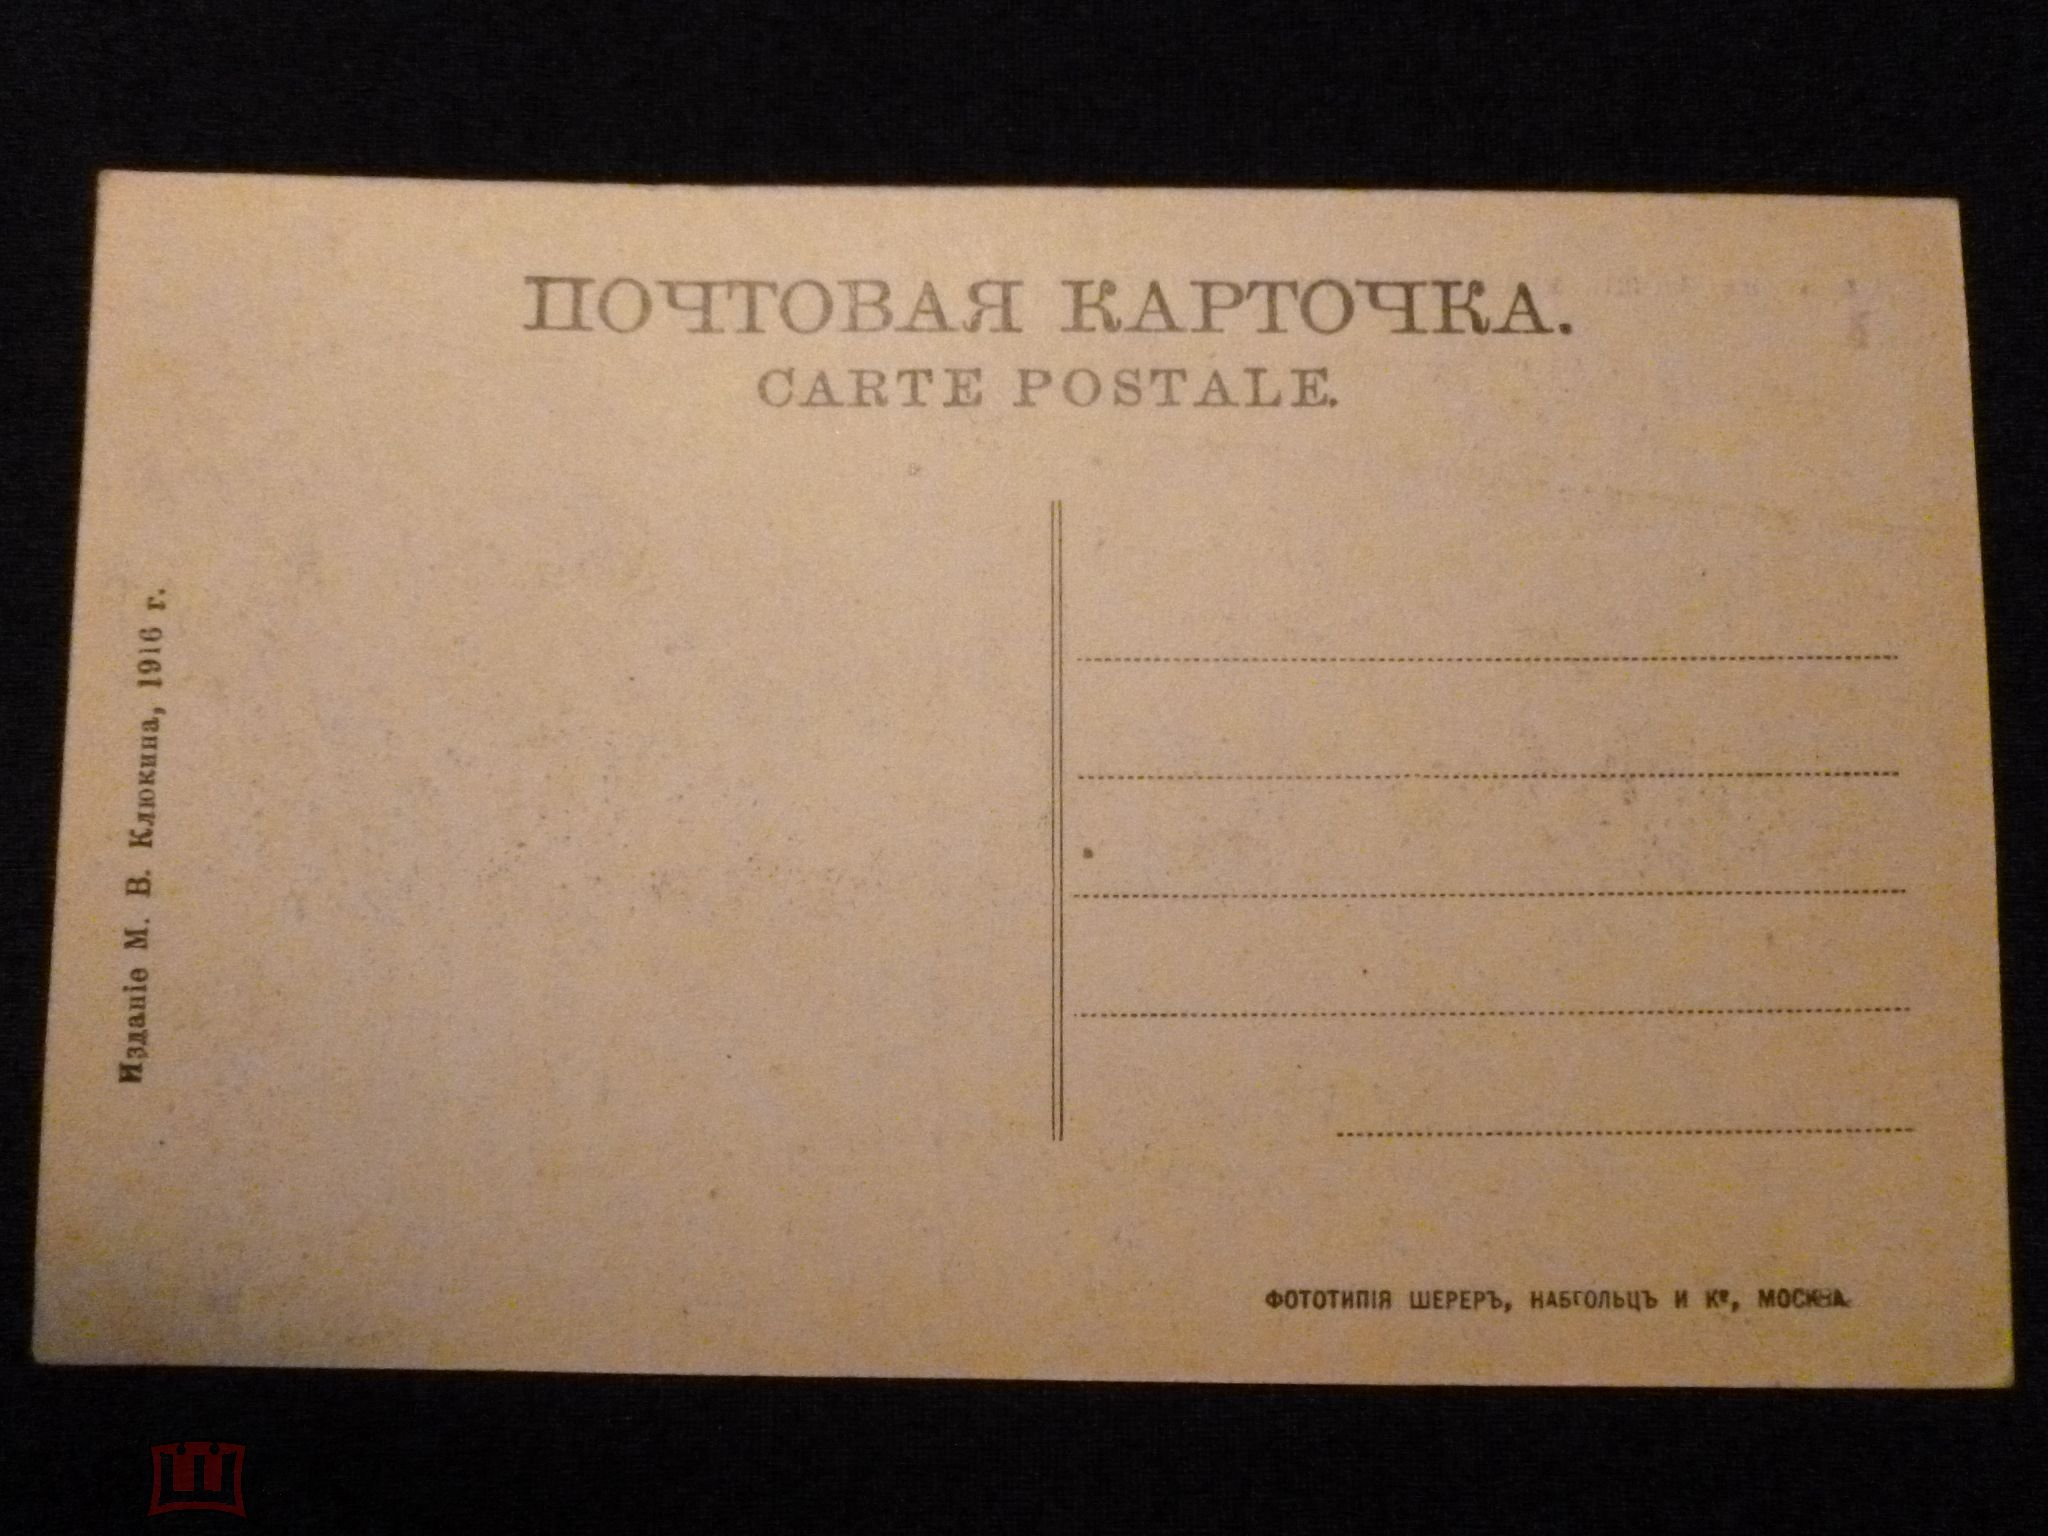 ПОЧТОВАЯ КАРТОЧКА.
CARTE POSTALE.
Изданіе М. В. Клюкина, 1916 г.
ФОТОТИПІЯ ШЕРЕРЪ, НАБГОЛЬЦЪ И Кº, МОСКВА.